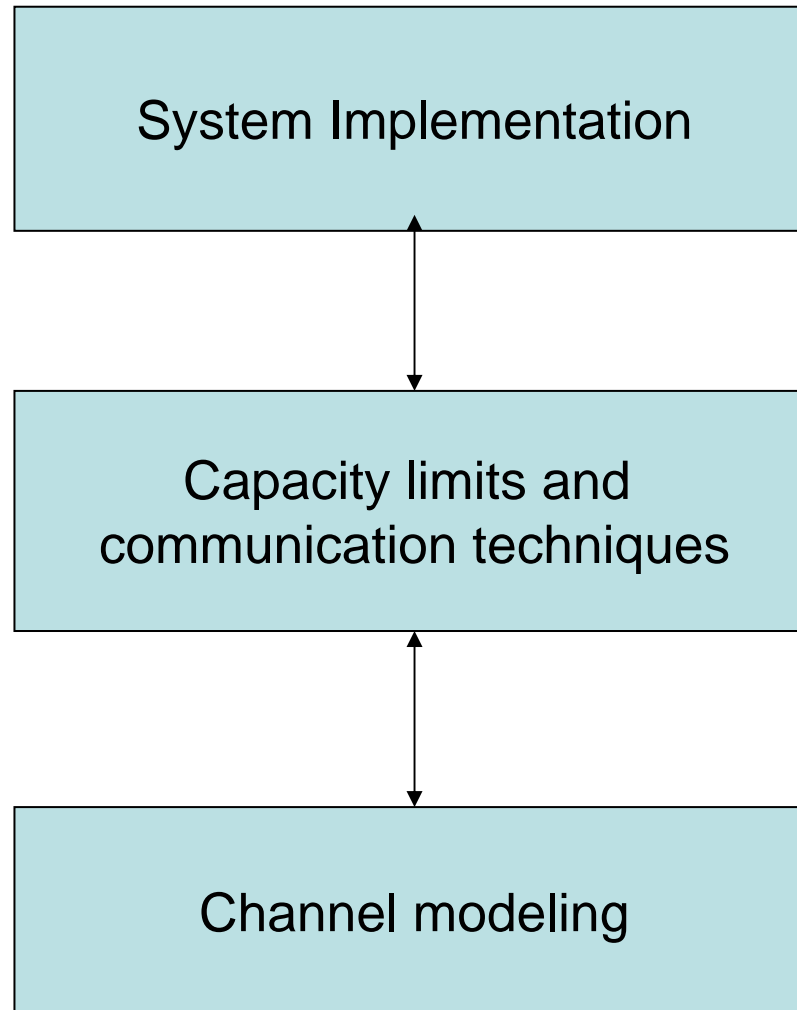 System Implementation
Capacity limits and
communication techniques
Channel modeling